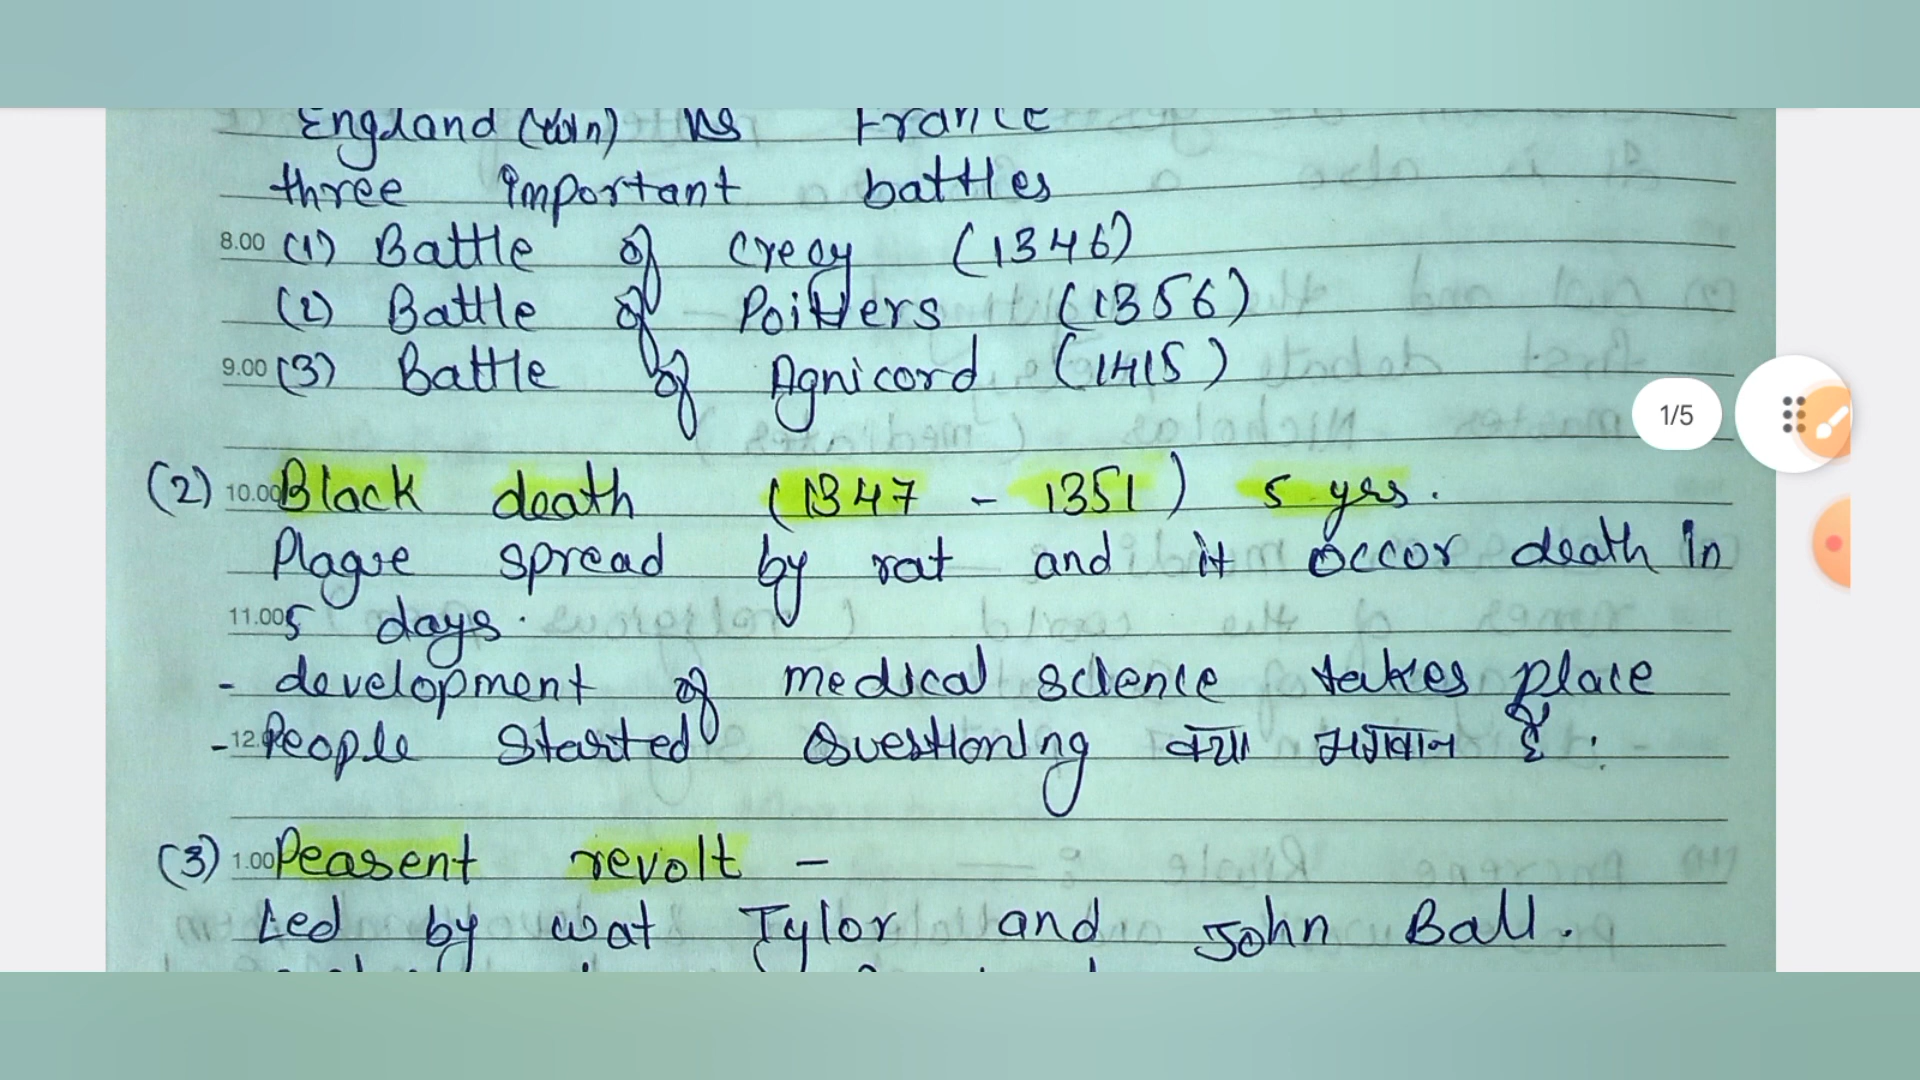 England (win) vs France
three important battles
8.00 (1) Battle of Crecy (1346)
(2) Battle of Poitters (1356)
9.00 (3) Battle of Agnicord (1415)
1/5
(2) 10.00 Black death (1347 - 1351) 5 yrs.
Plague spread by rat and it occor death in
11.00 5 days.
- development of medical science takes place
-12. People started Questioning क्या भगवान है.
(3) 1.00 Peasent revolt -
Led by wat Tylor and John Ball.